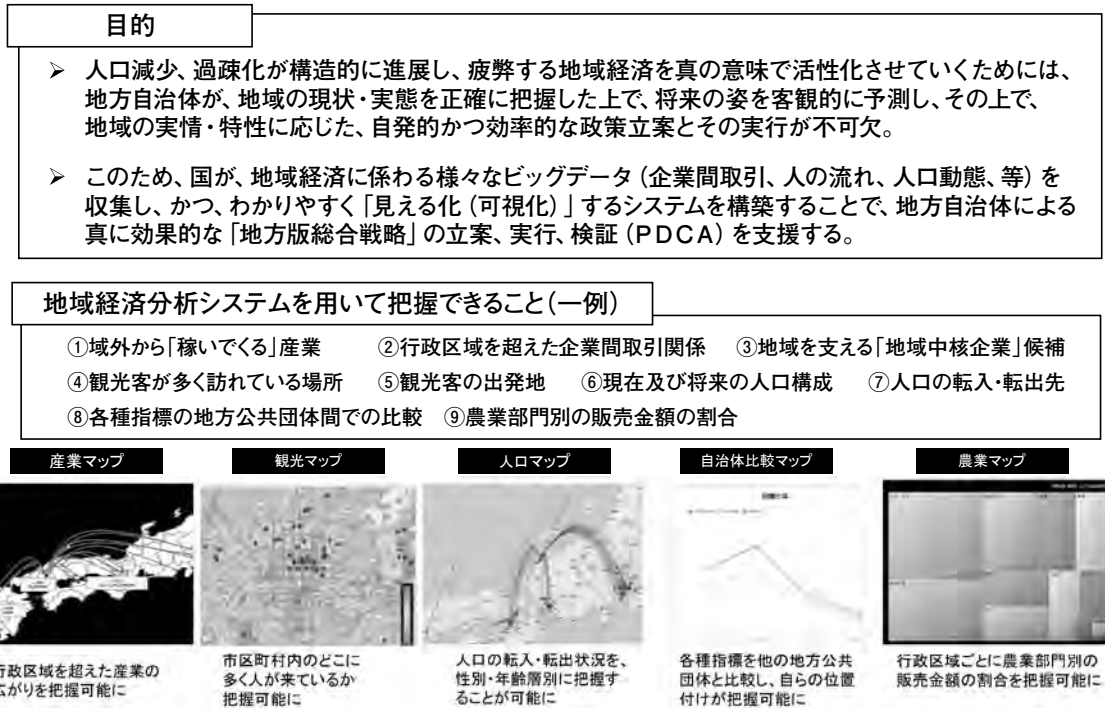 目的
➢ 人口減少、過疎化が構造的に進展し、疲弊する地域経済を真の意味で活性化させていくためには、
地方自治体が、地域の現状・実態を正確に把握した上で、将来の姿を客観的に予測し、その上で、
地域の実情・特性に応じた、自発的かつ効率的な政策立案とその実行が不可欠。
➢ このため、国が、地域経済に係わる様々なビッグデータ（企業間取引、人の流れ、人口動態、等）を
収集し、かつ、わかりやすく「見える化（可視化）」するシステムを構築することで、地方自治体による
真に効果的な「地方版総合戦略」の立案、実行、検証（ＰＤＣＡ）を支援する。
地域経済分析システムを用いて把握できること（一例）
①域外から「稼いでくる」産業 ②行政区域を超えた企業間取引関係 ③地域を支える「地域中核企業」候補
④観光客が多く訪れている場所 ⑤観光客の出発地 ⑥現在及び将来の人口構成 ⑦人口の転入・転出先
⑧各種指標の地方公共団体間での比較 ⑨農業部門別の販売金額の割合
産業マップ 観光マップ 人口マップ 自治体比較マップ 農業マップ
行政区域を超えた産業の
広がりを把握可能に
市区町村内のどこに
多く人が来ているか
把握可能に
人口の転入・転出状況を、
性別・年齢層別に把握す
ることが可能に
各種指標を他の地方公共
団体と比較し、自らの位置
付けが把握可能に
行政区域ごとに農業部門別の
販売金額の割合を把握可能に